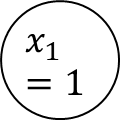 x₁
= 1